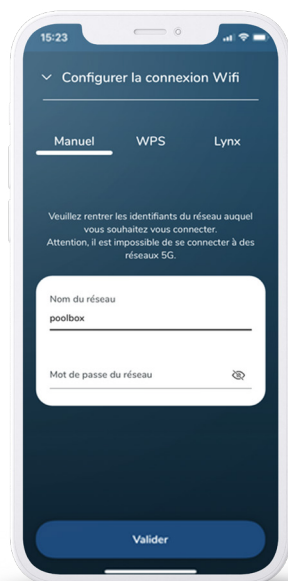 15:23
Configurer la connexion Wifi
Manuel WPS Lynx
Veuillez rentrer les identifiants du réseau auquel
vous souhaitez vous connecter.
Attention, il est impossible de se connecter à des
réseaux 5G.
Nom du réseau
poolbox
Mot de passe du réseau
Valider